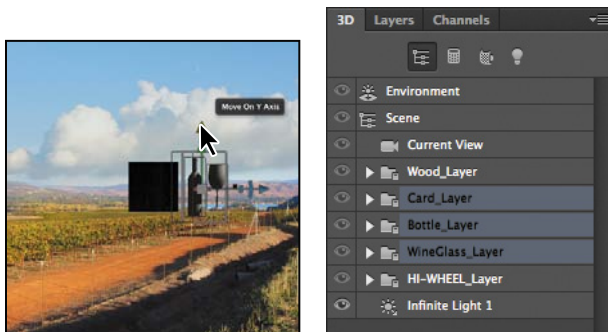 Move On Y Axis
3D Layers Channels
Environment
Scene
Current View
Wood_Layer
Card_Layer
Bottle_Layer
WineGlass_Layer
HI-WHEEL_Layer
Infinite Light 1